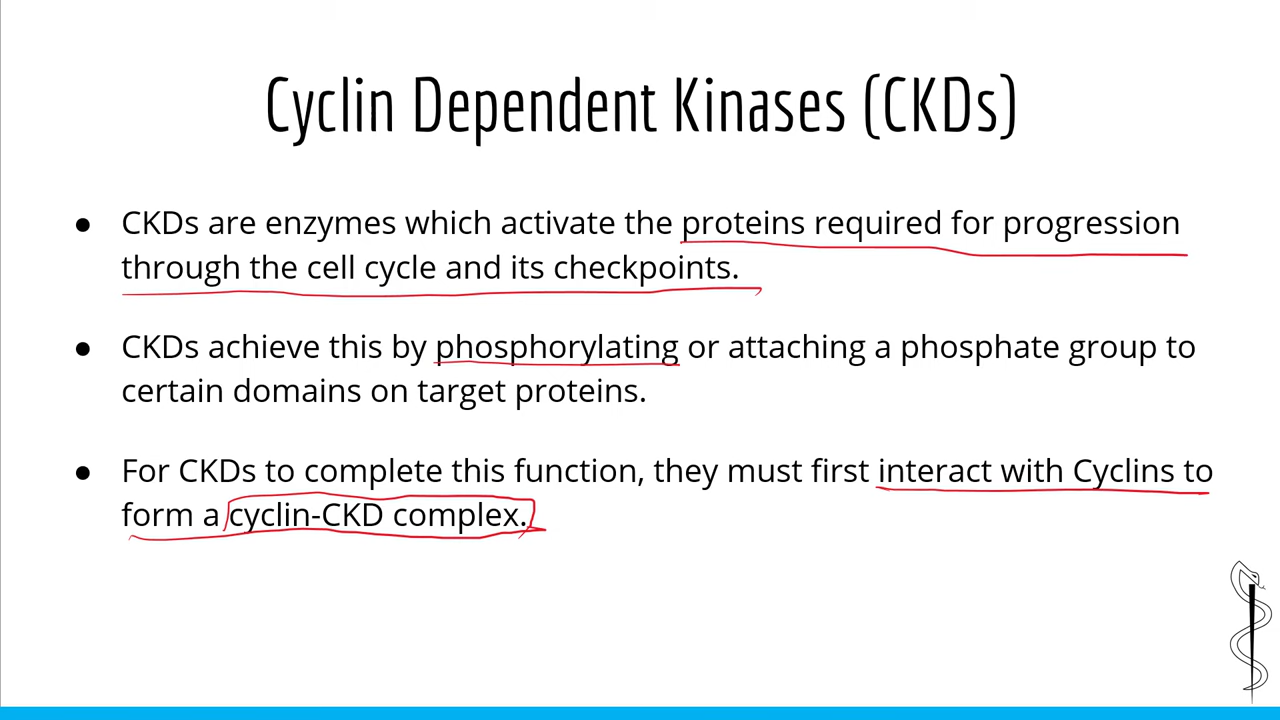 Cyclin Dependent Kinases (CKDs)
● CKDs are enzymes which activate the proteins required for progression
through the cell cycle and its checkpoints.
● CKDs achieve this by phosphorylating or attaching a phosphate group to
certain domains on target proteins.
● For CKDs to complete this function, they must first interact with Cyclins to
form a cyclin-CKD complex.